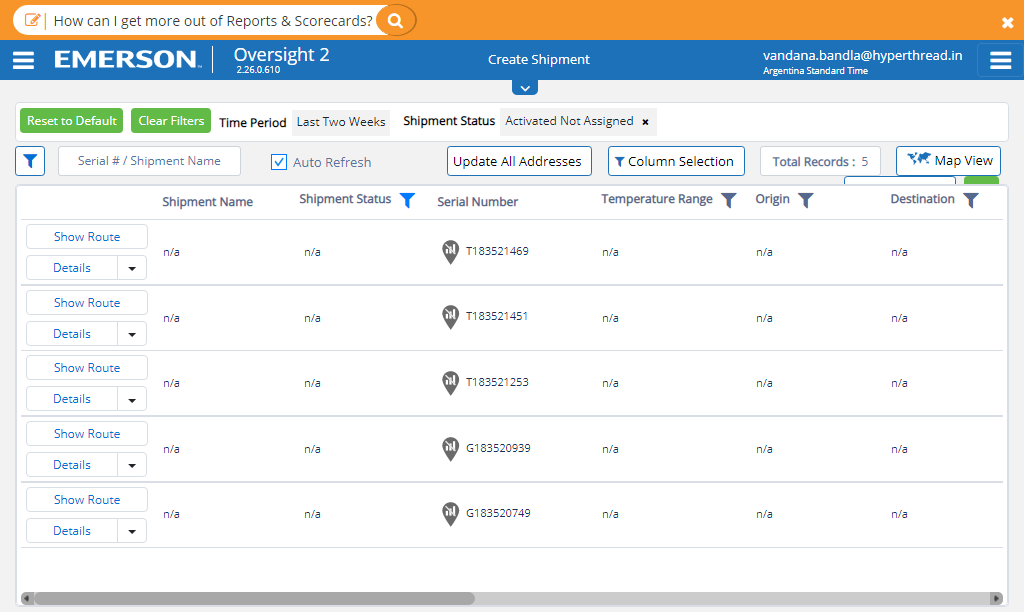 How can I get more out of Reports & Scorecards?
EMERSON Oversight 2
2.26.0.610
Create Shipment
vandana.bandla@hyperthread.in
Argentina Standard Time
Reset to Default Clear Filters Time Period Last Two Weeks Shipment Status Activated Not Assigned ×
Serial # / Shipment Name Auto Refresh Update All Addresses Column Selection Total Records : 5 Map View
Shipment Name Shipment Status Serial Number Temperature Range Origin Destination
Show Route
Details n/a n/a T183521469 n/a n/a n/a
Show Route
Details n/a n/a T183521451 n/a n/a n/a
Show Route
Details n/a n/a T183521253 n/a n/a n/a
Show Route
Details n/a n/a G183520939 n/a n/a n/a
Show Route
Details n/a n/a G183520749 n/a n/a n/a